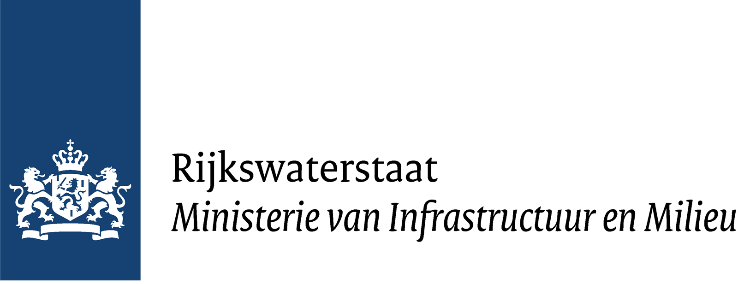 Rijkswaterstaat
Ministerie van Infrastructuur en Milieu